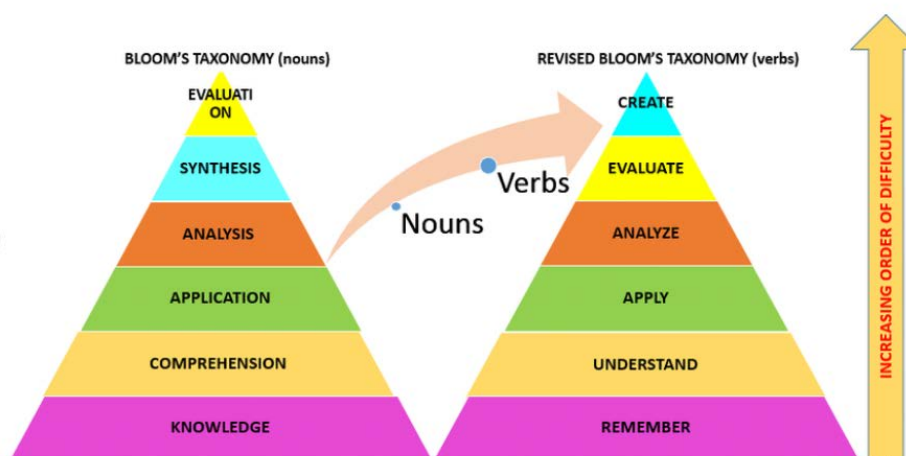 BLOOM'S TAXONOMY (nouns)
EVALUATI
ON
SYNTHESIS
ANALYSIS
APPLICATION
COMPREHENSION
KNOWLEDGE
Nouns
Verbs
REVISED BLOOM'S TAXONOMY (verbs)
CREATE
EVALUATE
ANALYZE
APPLY
UNDERSTAND
REMEMBER
INCREASING ORDER OF DIFFICULTY